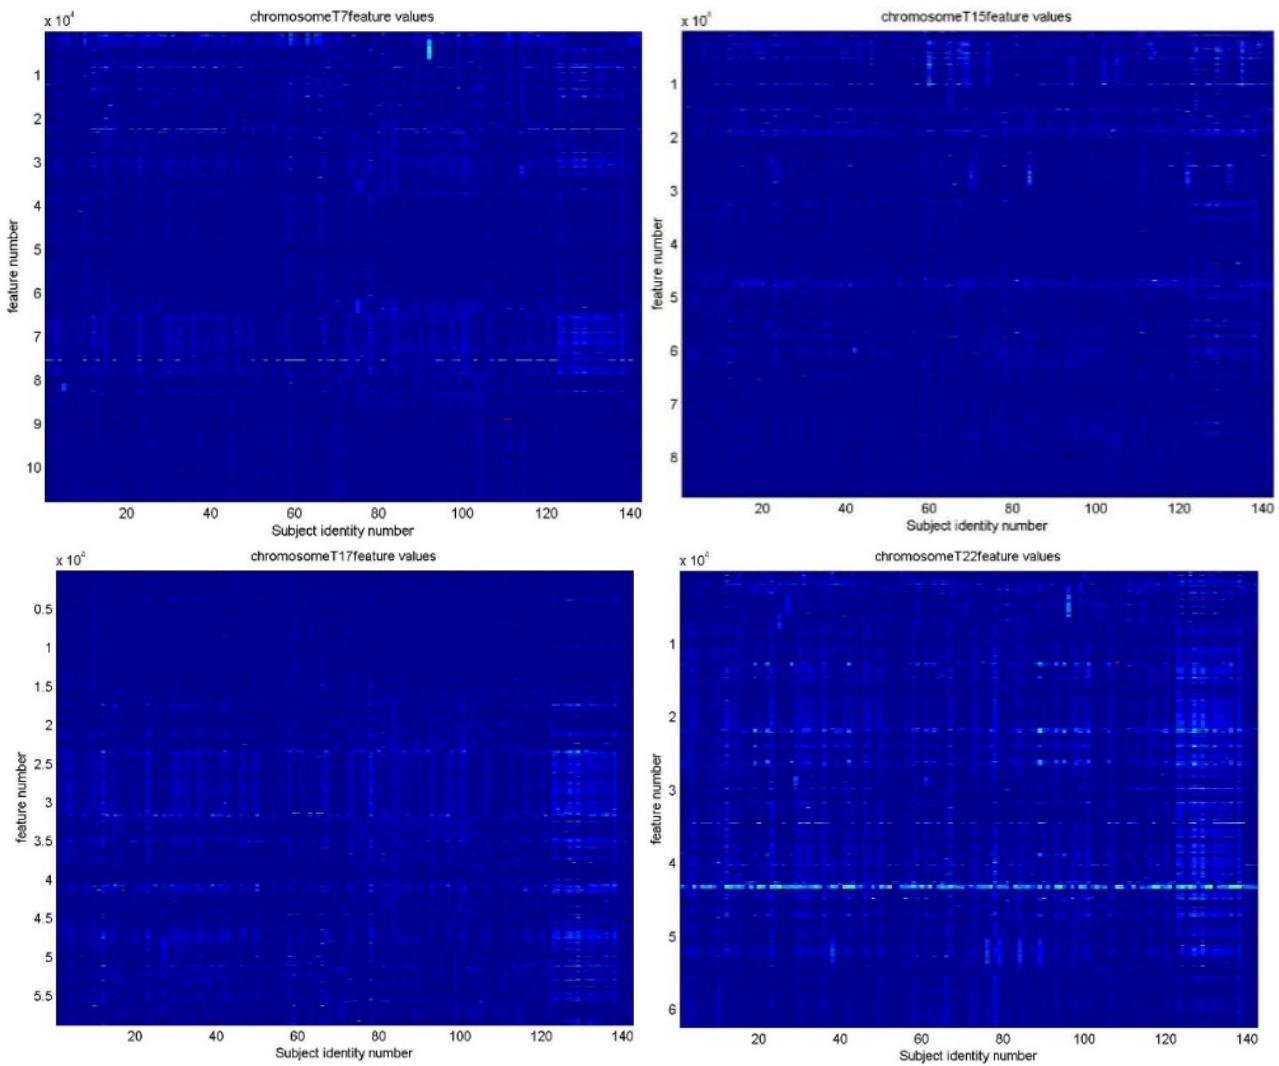 chromosomeT7feature values
x 10⁴
1
2
3
4
5
6
7
8
9
10
feature number
20 40 60 80 100 120 140
Subject identity number
chromosomeT15feature values
1
2
3
4
5
6
7
8
feature number
20 40 60 80 100 120 140
Subject identity number
chromosomeT17feature values
x 10⁴
0.5
1
1.5
2
2.5
3
3.5
4
4.5
5
5.5
feature number
20 40 60 80 100 120 140
Subject identity number
chromosomeT22feature values
x 10⁴
1
2
3
4
5
6
feature number
20 40 60 80 100 120 140
Subject identity number